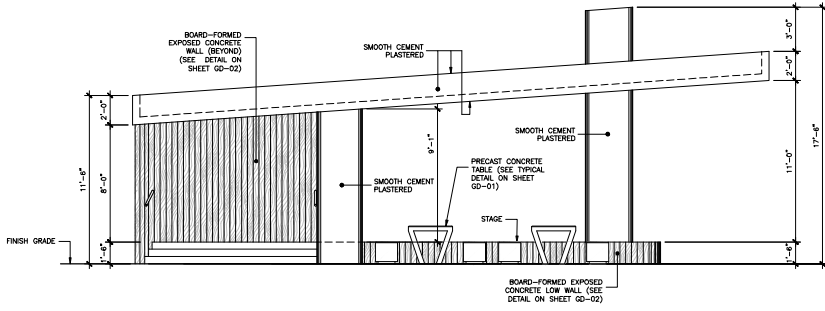 BOARD-FORMED
EXPOSED CONCRETE
WALL (BEYOND)
(SEE DETAIL ON
SHEET GD-02)
SMOOTH CEMENT
PLASTERED
3'-0"
2'-0"
17'-6"
11'-0"
1'-6"
2'-0"
11'-6"
8'-0"
1'-6"
9'-1"
SMOOTH CEMENT
PLASTERED
PRECAST CONCRETE
TABLE (SEE TYPICAL
DETAIL ON SHEET
GD-01)
SMOOTH CEMENT
PLASTERED
STAGE
FINISH GRADE
BOARD-FORMED EXPOSED
CONCRETE LOW WALL (SEE
DETAIL ON SHEET GD-02)